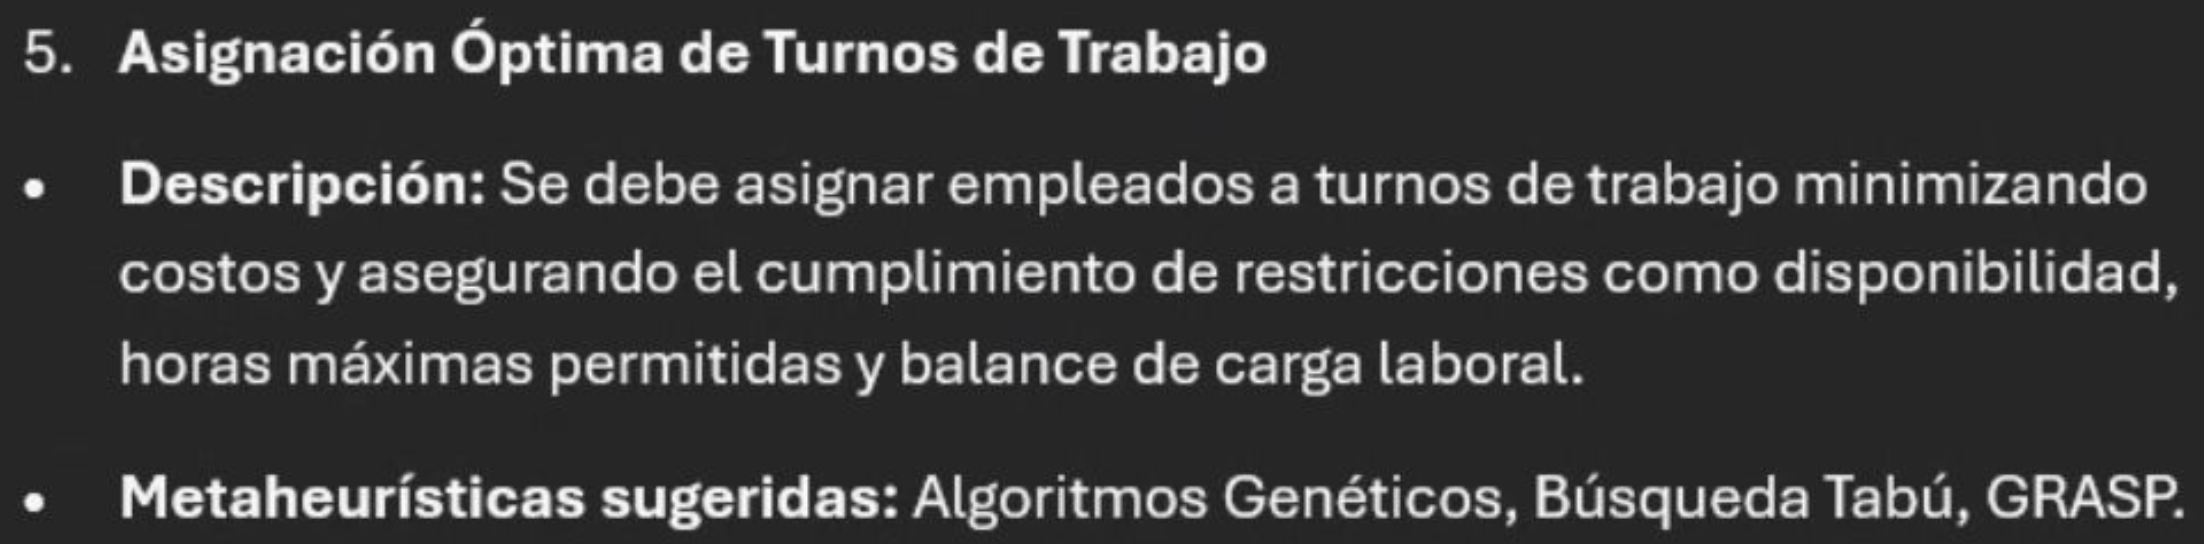 5. Asignación Óptima de Turnos de Trabajo
• Descripción: Se debe asignar empleados a turnos de trabajo minimizando
costos y asegurando el cumplimiento de restricciones como disponibilidad,
horas máximas permitidas y balance de carga laboral.
• Metaheurísticas sugeridas: Algoritmos Genéticos, Búsqueda Tabú, GRASP.